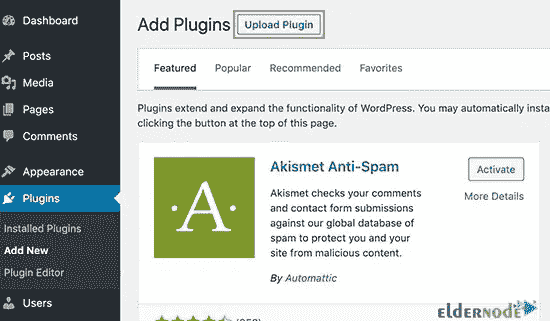 Dashboard
Posts
Media
Pages
Comments
Appearance
Plugins
Installed Plugins
Add New
Plugin Editor
Users
Add Plugins
Upload Plugin
Featured Popular Recommended Favorites
Plugins extend and expand the functionality of WordPress. You may automatically insta
clicking the button at the top of this page.
A
Akismet Anti-Spam
Activate
More Details
Akismet checks your comments
and contact form submissions
against our global database of
spam to protect you and your
site from malicious content.
By Automattic
ELDERNODE